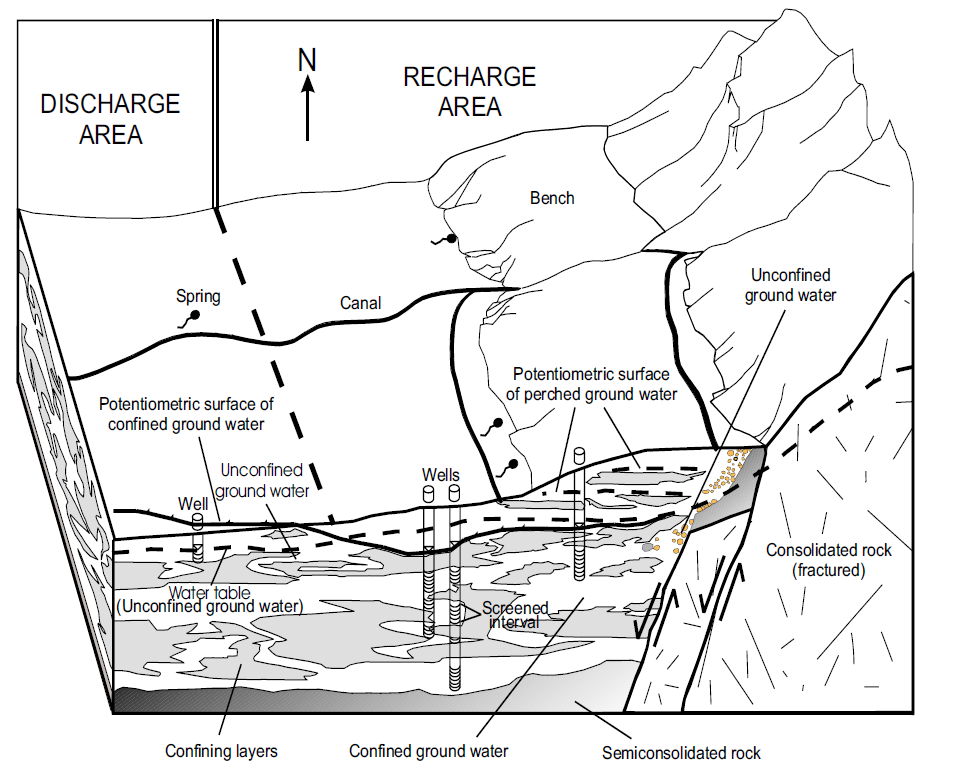 N
DISCHARGE
AREA
RECHARGE
AREA
Bench
Unconfined
ground water
Spring
Canal
Potentiometric surface
of perched ground water
Potentiometric surface of
confined ground water
Unconfined
ground water
Wells
Well
Consolidated rock
(fractured)
Water table
(Unconfined ground water)
Screened
interval
Confining layers
Confined ground water
Semiconsolidated rock